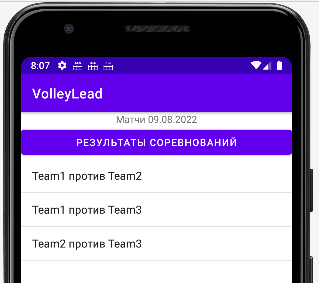 8:07
VolleyLead
Матчи 09.08.2022
РЕЗУЛЬТАТЫ СОРЕВНОВАНИЙ
Team1 против Team2
Team1 против Team3
Team2 против Team3